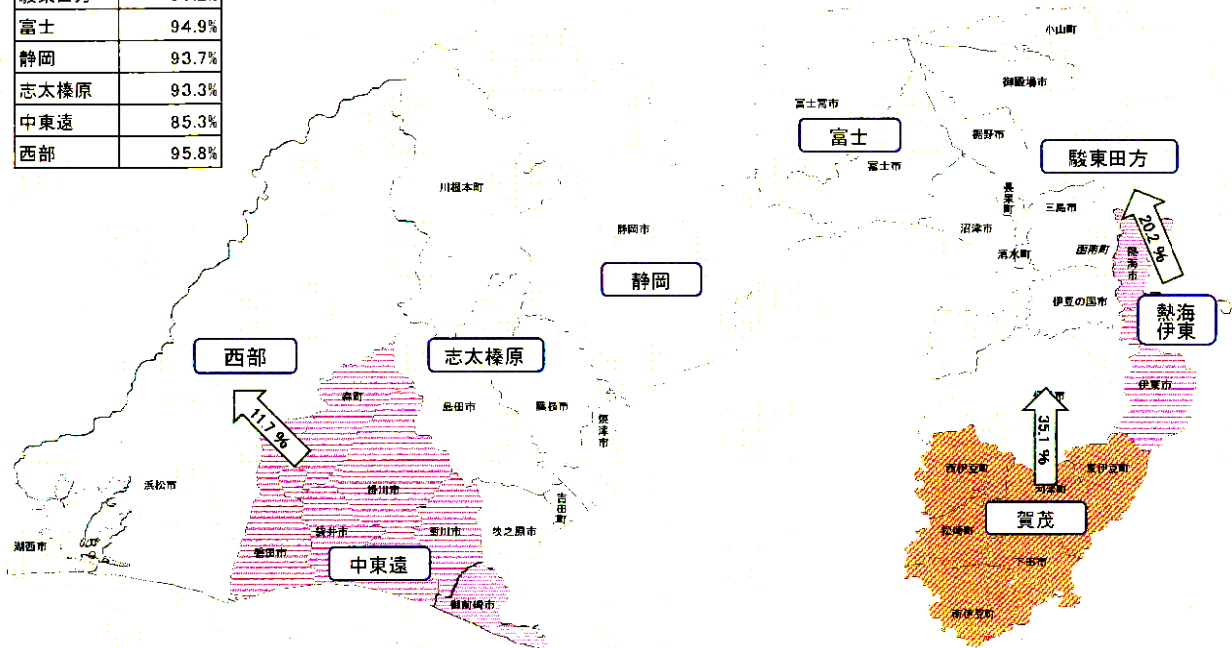 駿東田方
富士 94.9%
静岡 93.7%
志太榛原 93.3%
中東遠 85.3%
西部 95.8%
小山町
御殿場市
富士宮市
富士
裾野市
富士市
駿東田方
長泉町
三島市
川根本町
静岡市
沼津市
清水町
函南町
熱海市
20.2 %
静岡
伊豆の国市
熱海
伊東
西部
志太榛原
伊東市
森町
島田市
藤枝市
焼津市
11.7 %
35.1 %
西伊豆町
東伊豆町
河津町
浜松市
掛川市
吉田町
賀茂
松崎町
湖西市
磐田市
袋井市
菊川市
牧之原市
中東遠
下田市
御前崎市
南伊豆町